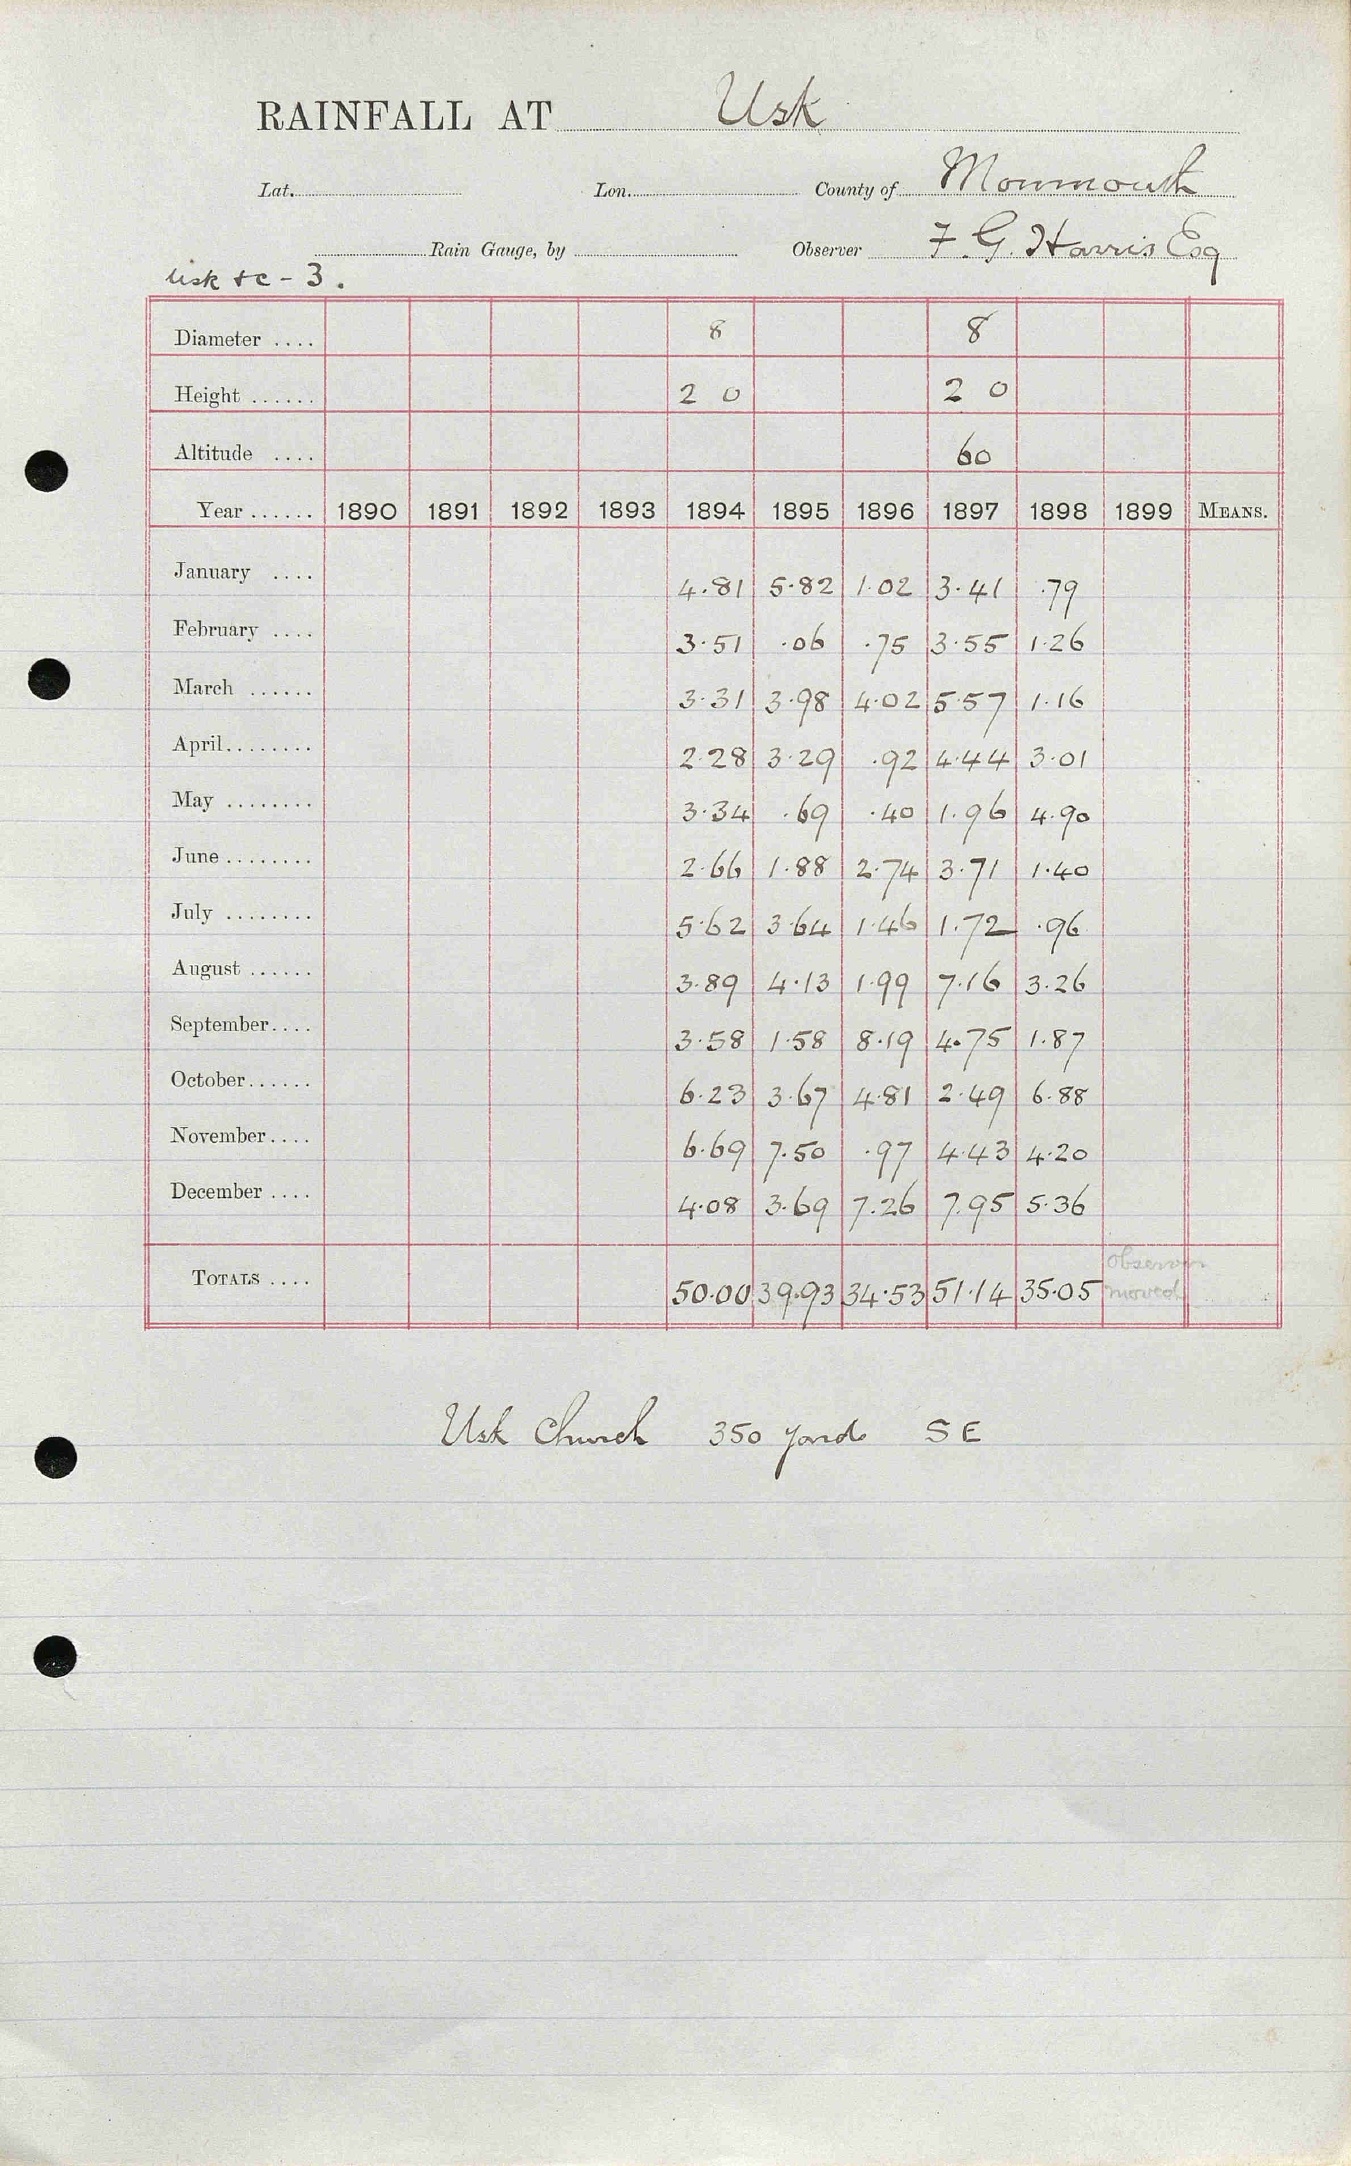 RAINFALL AT Usk
Lat. Lon. County of Monmouth
Rain Gauge, by Observer F. G. Harris Esq
Usk +c - 3.
Diameter .... 8 8
Height ...... 2 0 2 0
Altitude .... 60
Year ...... 1890 1891 1892 1893 1894 1895 1896 1897 1898 1899 MEANS.
January .... 4.81 5.82 1.02 3.41 .79
February .... 3.51 .06 .75 3.55 1.26
March ...... 3.31 3.98 4.02 5.57 1.16
April........ 2.28 3.29 .92 4.44 3.01
May ........ 3.34 .69 .40 1.96 4.90
June ........ 2.66 1.88 2.74 3.71 1.40
July ........ 5.62 3.64 1.46 1.72 .96
August ...... 3.89 4.13 1.99 7.16 3.26
September.... 3.58 1.58 8.19 4.75 1.87
October...... 6.23 3.67 4.81 2.49 6.88
November.... 6.69 7.50 .97 4.43 4.20
December .... 4.08 3.69 7.26 7.95 5.36
TOTALS .... 50.00 39.93 34.53 51.14 35.05 observer moved
Usk Church 350 yards SE